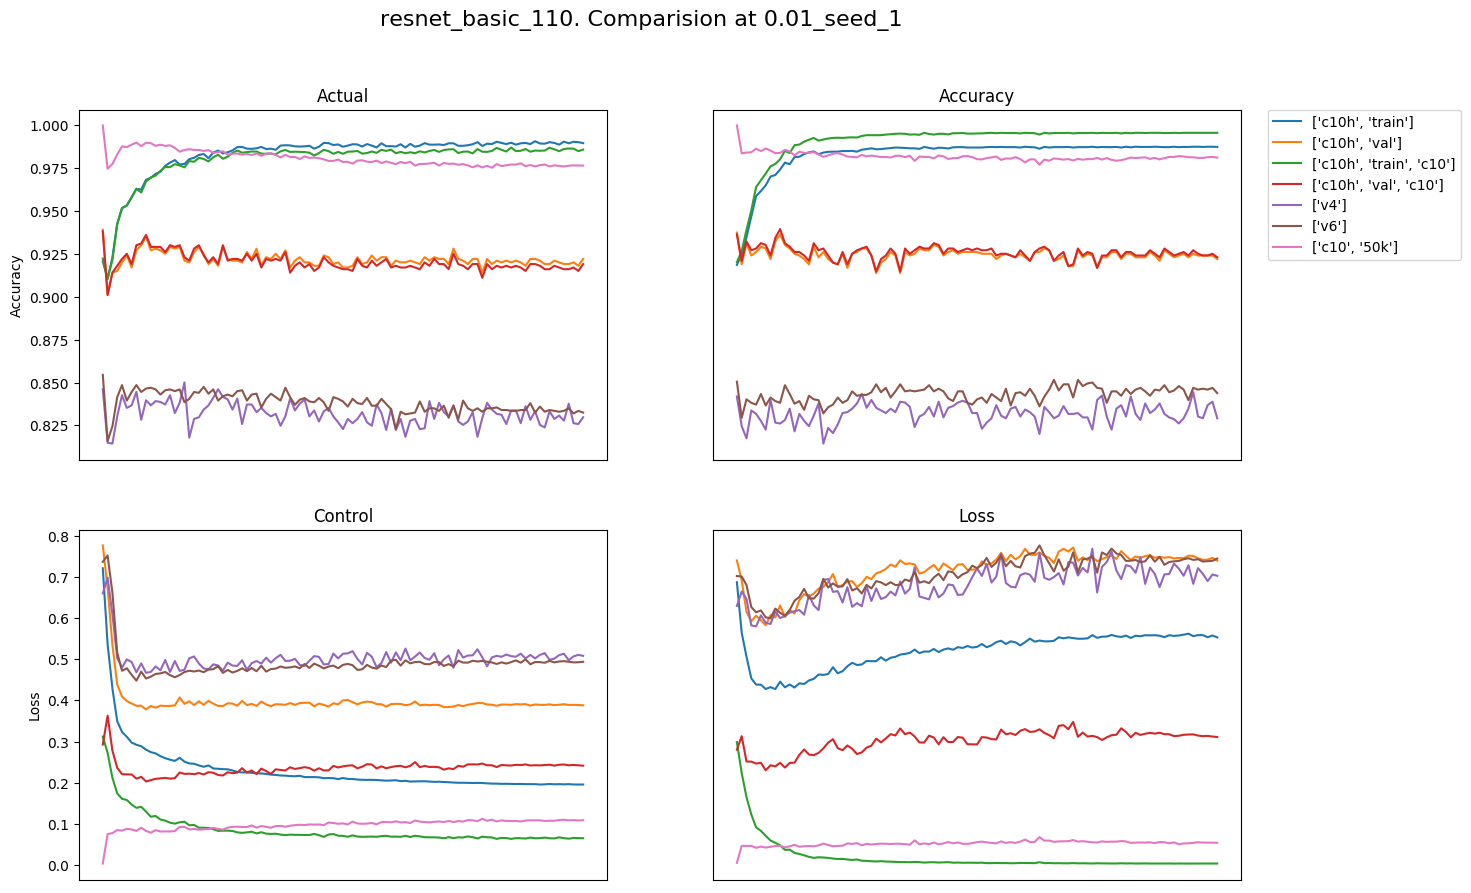 resnet_basic_110. Comparision at 0.01_seed_1
Actual
Accuracy
1.000
0.975
0.950
0.925
0.900
0.875
0.850
0.825
Accuracy
['c10h', 'train']
['c10h', 'val']
['c10h', 'train', 'c10']
['c10h', 'val', 'c10']
['v4']
['v6']
['c10', '50k']
Control
Loss
0.8
0.7
0.6
0.5
0.4
0.3
0.2
0.1
0.0
Loss